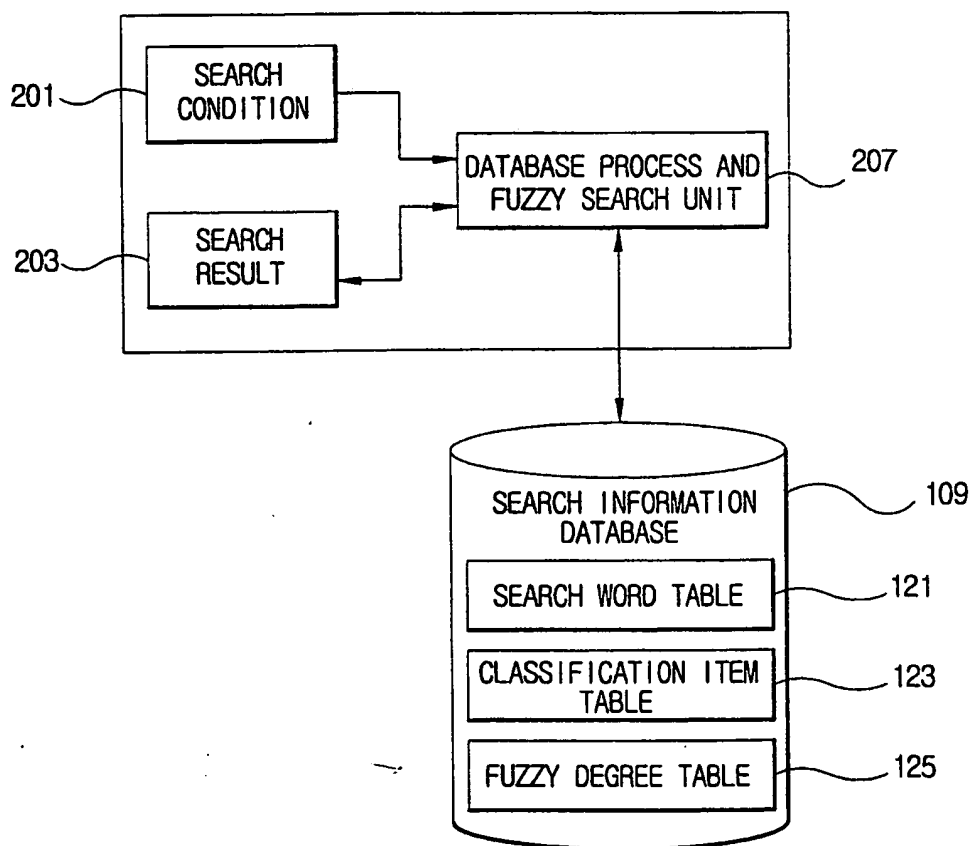 201
SEARCH
CONDITION
DATABASE PROCESS AND
FUZZY SEARCH UNIT
207
203
SEARCH
RESULT
109
SEARCH INFORMATION
DATABASE
SEARCH WORD TABLE
121
CLASSIFICATION ITEM
TABLE
123
FUZZY DEGREE TABLE
125